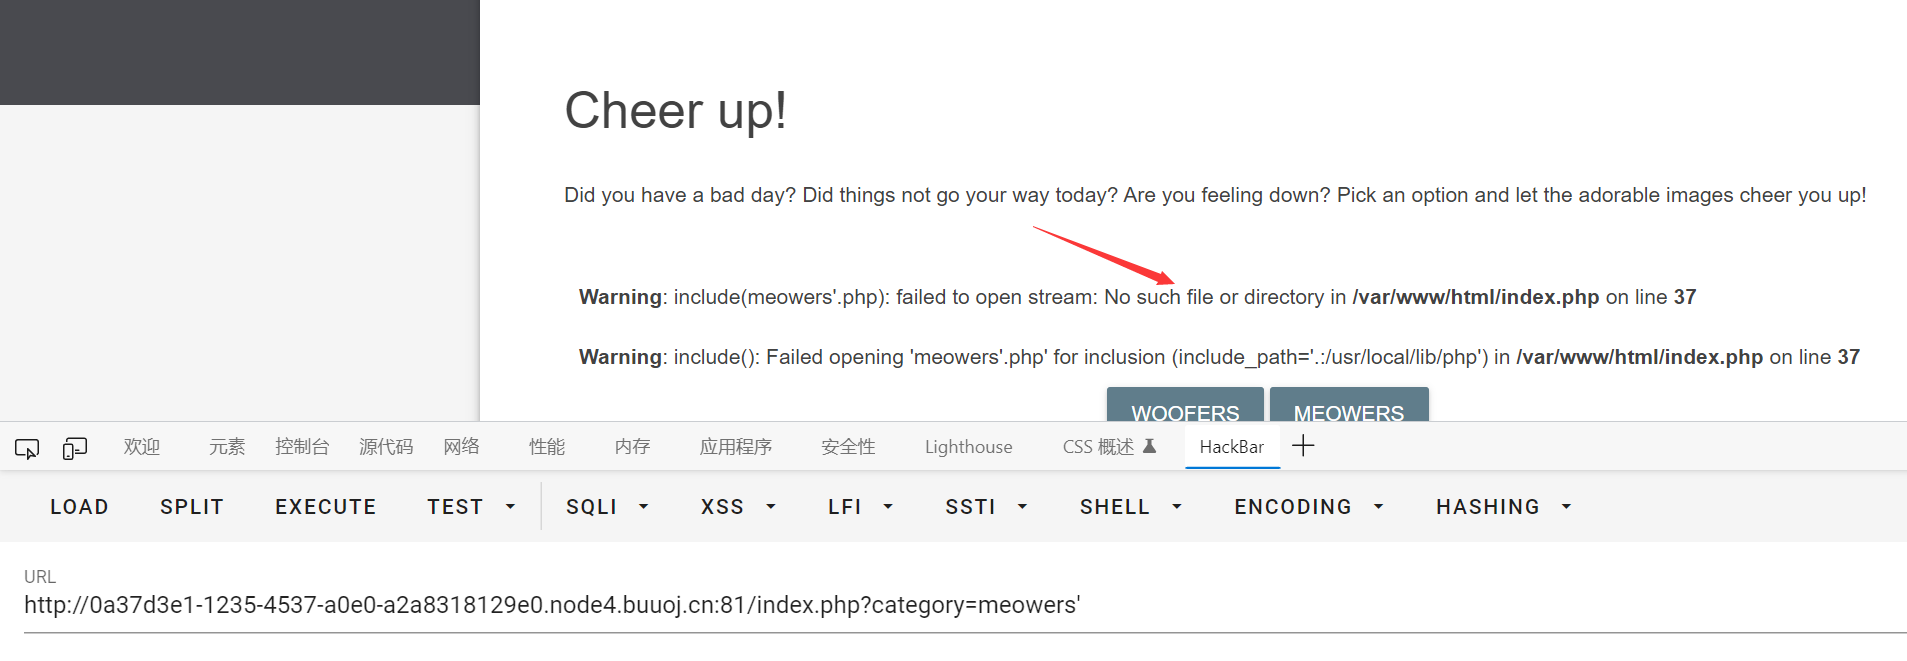 Cheer up!
Did you have a bad day? Did things not go your way today? Are you feeling down? Pick an option and let the adorable images cheer you up!
Warning: include(meowers'.php): failed to open stream: No such file or directory in /var/www/html/index.php on line 37
Warning: include(): Failed opening 'meowers'.php' for inclusion (include_path='.:/usr/local/lib/php') in /var/www/html/index.php on line 37
WOOFERS MEOWERS
欢迎 元素 控制台 源代码 网络 性能 内存 应用程序 安全性 Lighthouse CSS 概述 HackBar
LOAD SPLIT EXECUTE TEST SQLI XSS LFI SSTI SHELL ENCODING HASHING
URL
http://0a37d3e1-1235-4537-a0e0-a2a8318129e0.node4.buuoj.cn:81/index.php?category=meowers'